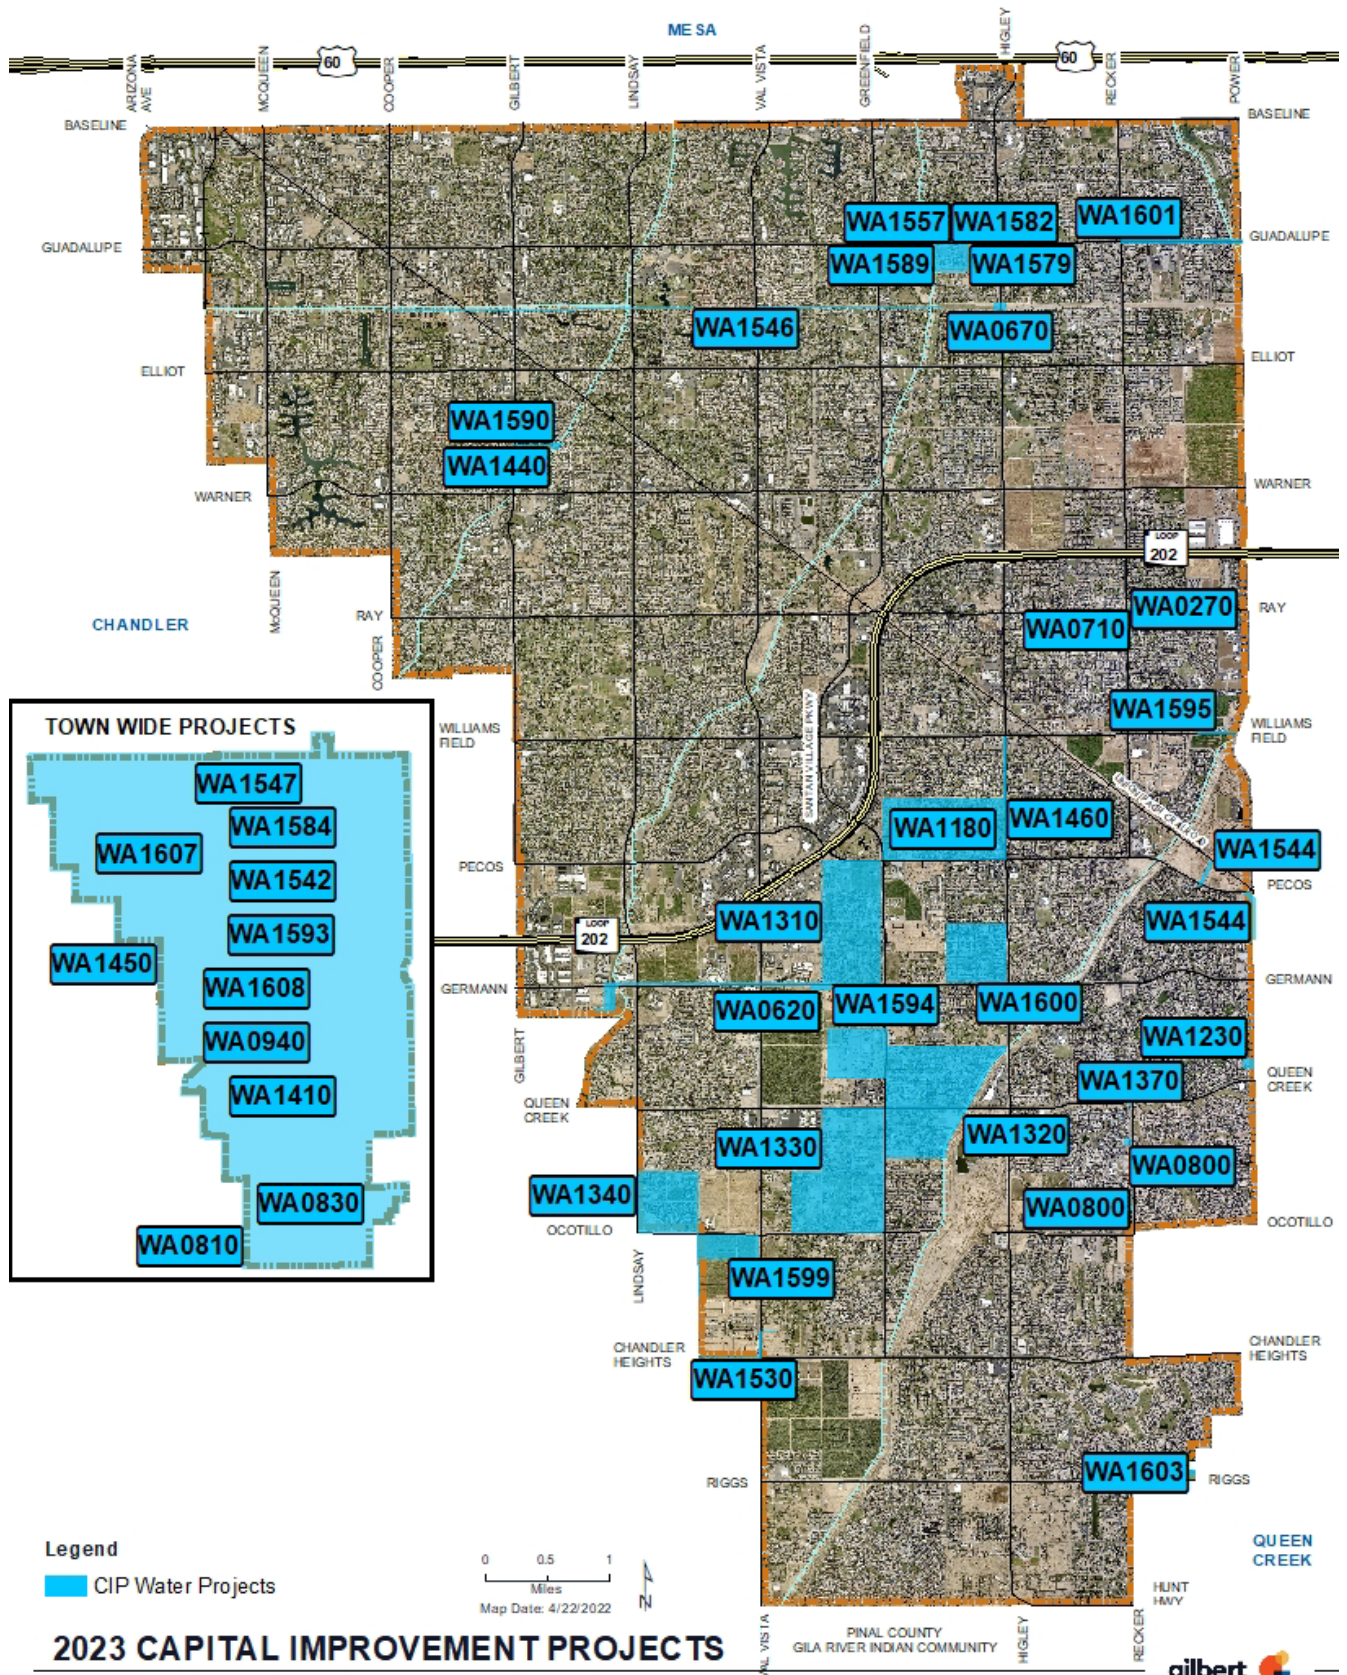 MESA
ARIZONA AVE
MCQUEEN
60
COOPER
GILBERT
LINDSAY
VAL VISTA
GREENFIELD
HIGLEY
60
RECKER
POWER
BASELINE
BASELINE
WA1557
WA1582
WA1601
GUADALUPE
GUADALUPE
WA1589
WA1579
WA1546
WA0670
ELLIOT
ELLIOT
WA1590
WA1440
WARNER
WARNER
LOOP
202
McQUEEN
CHANDLER
RAY
COOPER
WA0270
WA0710
RAY
WA1595
WILLIAMS
FIELD
WILLIAMS
FIELD
SANTAN VILLAGE PKWY
TOWN WIDE PROJECTS
WA1547
WA1584
WA1607
WA1542
WA1593
WA1450
WA1608
WA0940
WA1410
WA0830
WA0810
WA1180
WA1460
WA1544
PECOS
PECOS
WA1310
WA1544
LOOP
202
GERMANN
GERMANN
WA0620
WA1594
WA1600
WA1230
GILBERT
WA1370
QUEEN
CREEK
QUEEN
CREEK
WA1330
WA1320
WA0800
WA1340
WA0800
OCOTILLO
OCOTILLO
LINDSAY
WA1599
CHANDLER
HEIGHTS
CHANDLER
HEIGHTS
WA1530
WA1603
RIGGS
RIGGS
QUEEN
CREEK
Legend
CIP Water Projects
0 0.5 1
Miles
Map Date: 4/22/2022
N
HUNT
HWY
2023 CAPITAL IMPROVEMENT PROJECTS
AL VISTA
PINAL COUNTY
GILA RIVER INDIAN COMMUNITY
HIGLEY
RECKER
gilbert